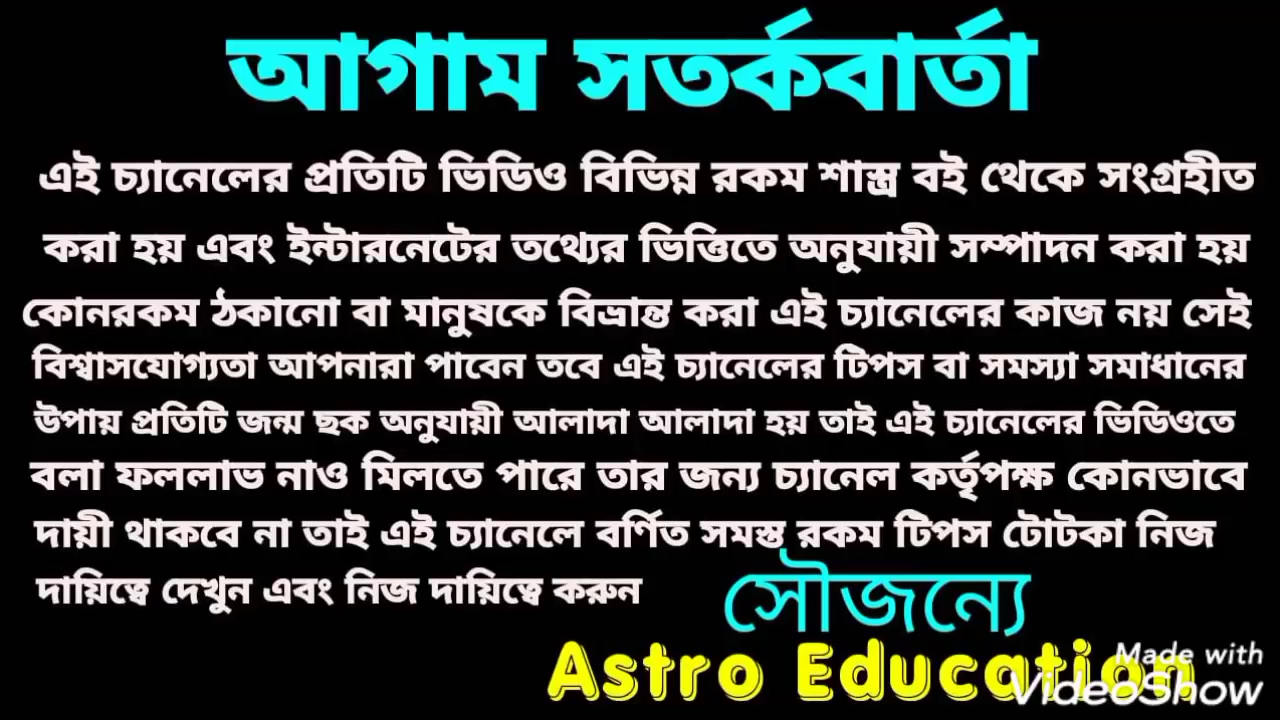 আগাম সতর্কবার্তা
এই চ্যানেলের প্রতিটি ভিডিও বিভিন্ন রকম শাস্ত্র বই থেকে সংগ্রহীত
করা হয় এবং ইন্টারনেটের তথ্যের ভিত্তিতে অনুযায়ী সম্পাদন করা হয়
কোনরকম ঠকানো বা মানুষকে বিভ্রান্ত করা এই চ্যানেলের কাজ নয় সেই
বিশ্বাসযোগ্যতা আপনারা পাবেন তবে এই চ্যানেলের টিপস বা সমস্যা সমাধানের
উপায় প্রতিটি জন্ম ছক অনুযায়ী আলাদা আলাদা হয় তাই এই চ্যানেলের ভিডিওতে
বলা ফললাভ নাও মিলতে পারে তার জন্য চ্যানেল কর্তৃপক্ষ কোনভাবে
দায়ী থাকবে না তাই এই চ্যানেলে বর্ণিত সমস্ত রকম টিপস টোটকা নিজ
দায়িত্বে দেখুন এবং নিজ দায়িত্বে করুন
সৌজন্যে
Astro Education
Made with
VideoShow